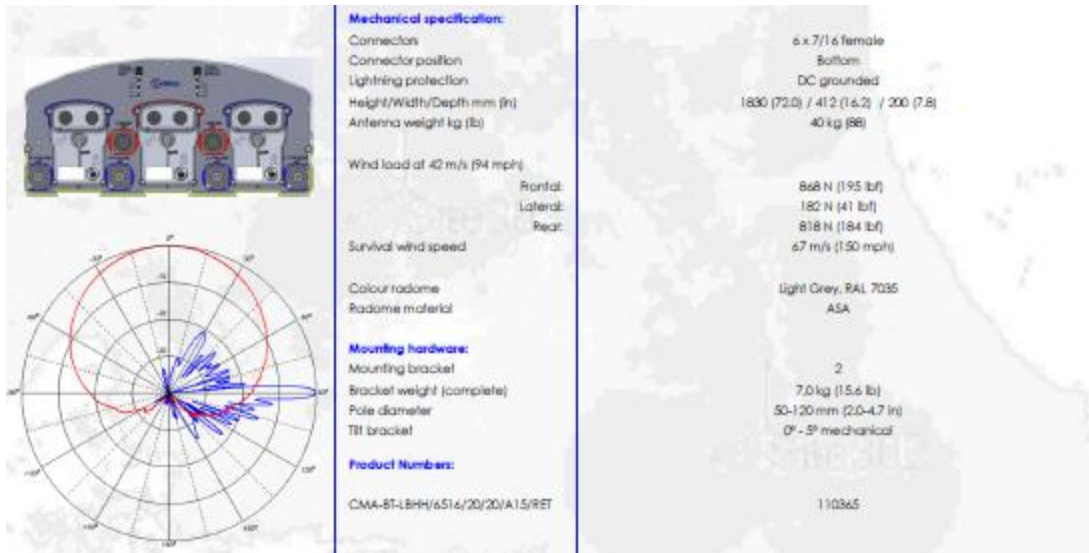 Mechanical specification:
Connectors 6 x 7/16 female
Connector position Bottom
Lightning protection DC grounded
Height/Width/Depth mm (in) 1830 (72.0) / 412 (16.2) / 200 (7.8)
Antenna weight kg (lb) 40 kg (88)
Wind load at 42 m/s (94 mph)
Frontal: 868 N (195 lbf)
Lateral: 182 N (41 lbf)
Rear: 818 N (184 lbf)
Survival wind speed 67 m/s (150 mph)
Colour radome Light Grey, RAL 7035
Radome material ASA
Mounting hardware:
Mounting bracket 2
Bracket weight (complete) 7,0 kg (15.6 lb)
Pole diameter 50-120 mm (2.0-4.7 in)
Tilt bracket 0º - 5º mechanical
Product Numbers:
CMA-BT-LBHH/6516/20/20/A15/RET 110365